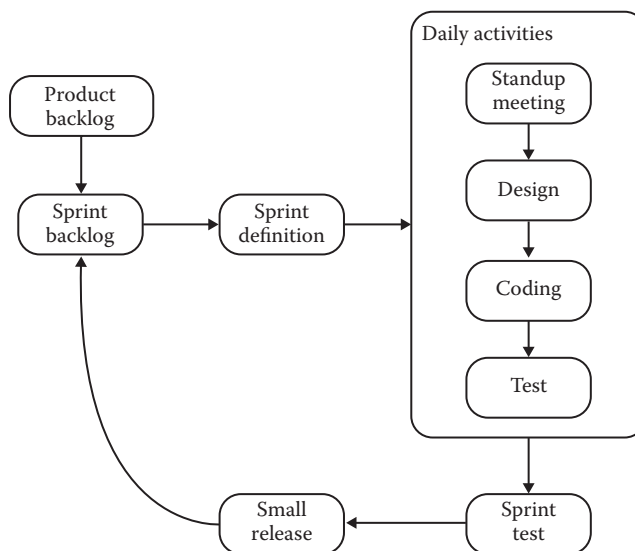 Daily activities
Standup
meeting
Product
backlog
Design
Sprint
backlog
Sprint
definition
Coding
Test
Small
release
Sprint
test